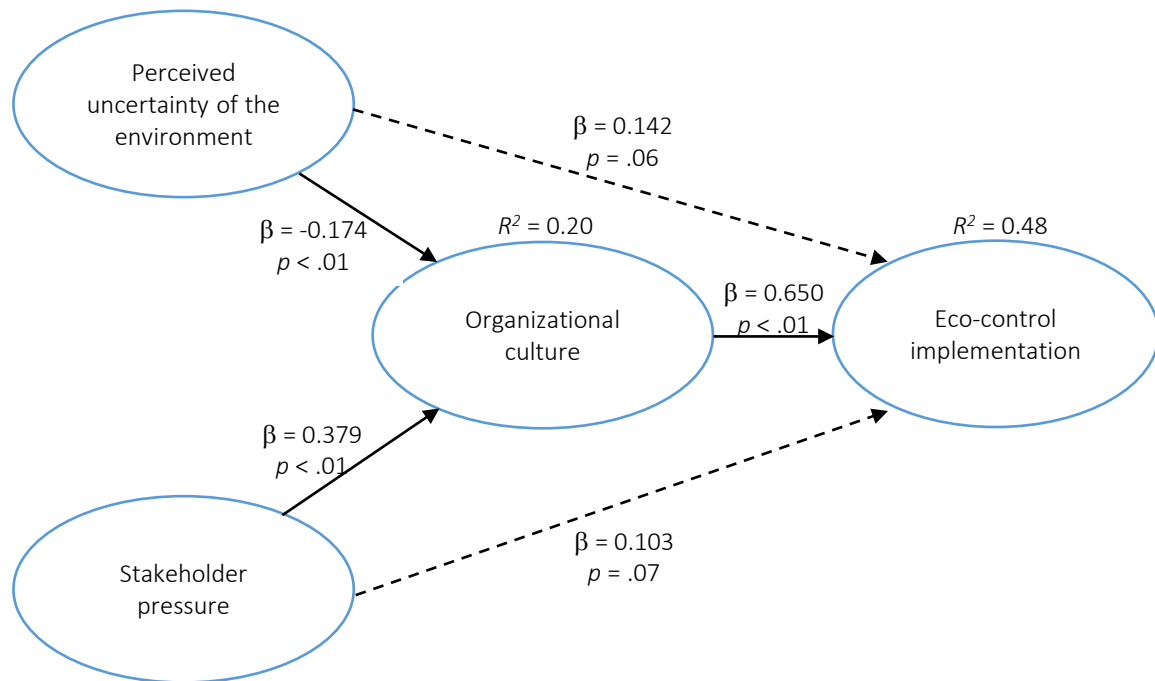 Perceived
uncertainty of the
environment
β = 0.142
p = .06
β = -0.174
p < .01
R² = 0.20
R² = 0.48
Organizational
culture
β = 0.650
p < .01
Eco-control
implementation
β = 0.379
p < .01
Stakeholder
pressure
β = 0.103
p = .07